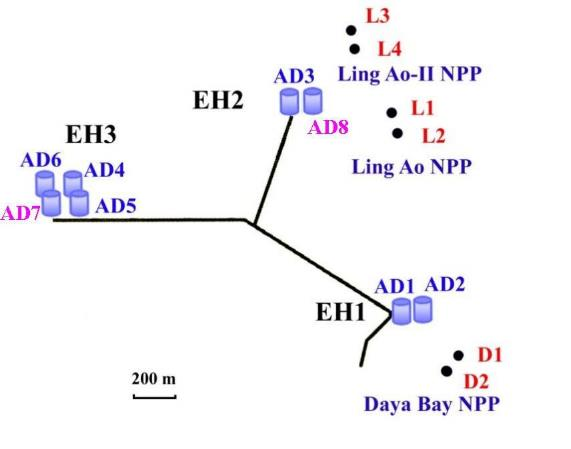 L3
L4
AD3
Ling Ao-II NPP
EH2
L1
AD8
EH3
L2
AD6
AD4
Ling Ao NPP
AD7
AD5
AD1 AD2
EH1
D1
200 m
D2
Daya Bay NPP